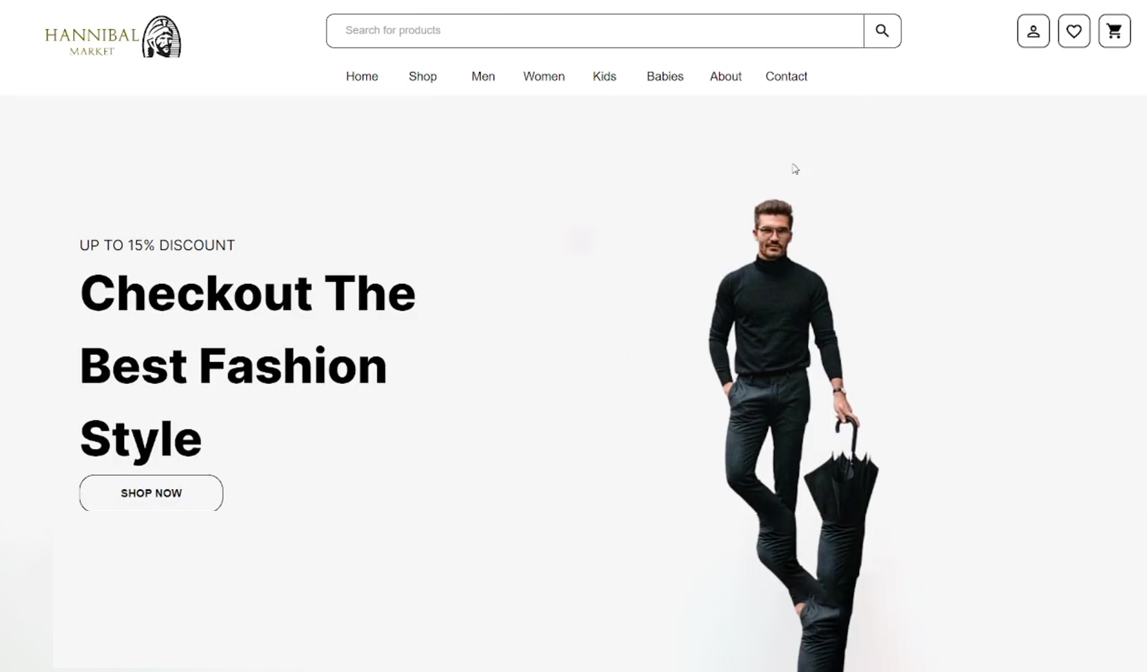 HANNIBAL
MARKET
Search for products
Home Shop Men Women Kids Babies About Contact
UP TO 15% DISCOUNT
Checkout The
Best Fashion
Style
SHOP NOW